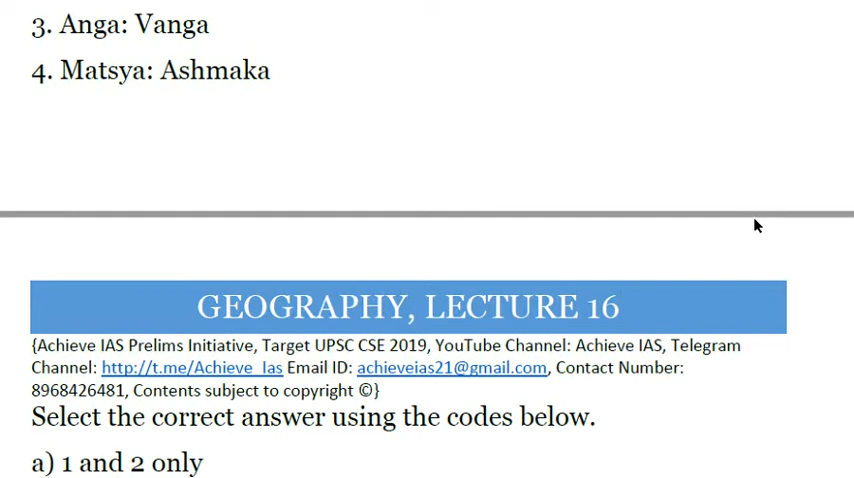 3. Anga: Vanga
4. Matsya: Ashmaka
GEOGRAPHY, LECTURE 16
{Achieve IAS Prelims Initiative, Target UPSC CSE 2019, YouTube Channel: Achieve IAS, Telegram
Channel: http://t.me/Achieve_Ias Email ID: achieveias21@gmail.com, Contact Number:
8968426481, Contents subject to copyright ©}
Select the correct answer using the codes below.
a) 1 and 2 only